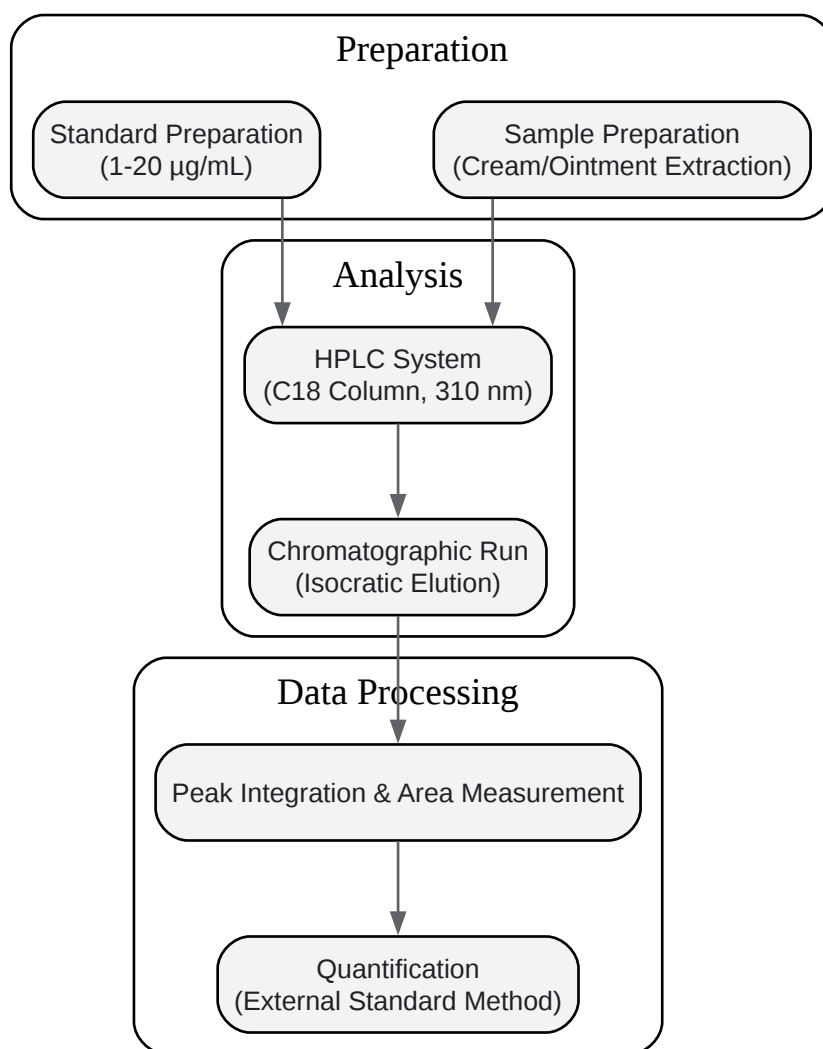 Preparation
Standard Preparation
(1-20 µg/mL)
Sample Preparation
(Cream/Ointment Extraction)
Analysis
HPLC System
(C18 Column, 310 nm)
Chromatographic Run
(Isocratic Elution)
Data Processing
Peak Integration & Area Measurement
Quantification
(External Standard Method)